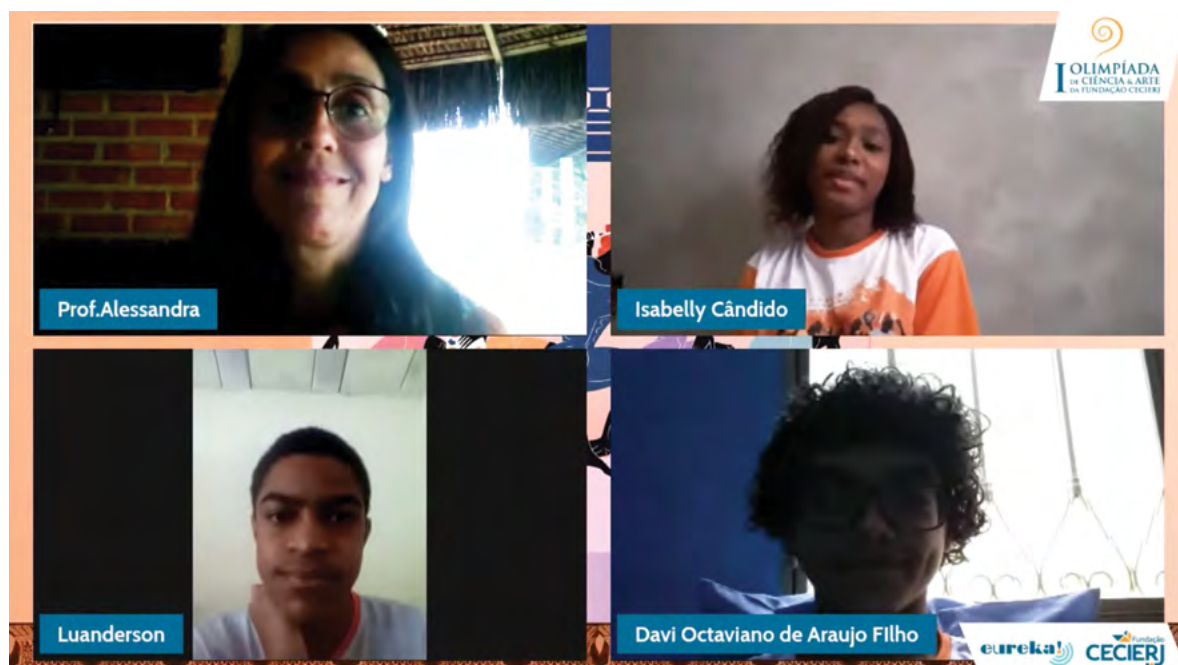 I OLIMPÍADA
DE CIÊNCIA & ARTE
DA FUNDAÇÃO CECIERJ
Prof.Alessandra
Isabelly Cândido
Luanderson
Davi Octaviano de Araujo FIlho
eureka!
Fundação
CECIERJ